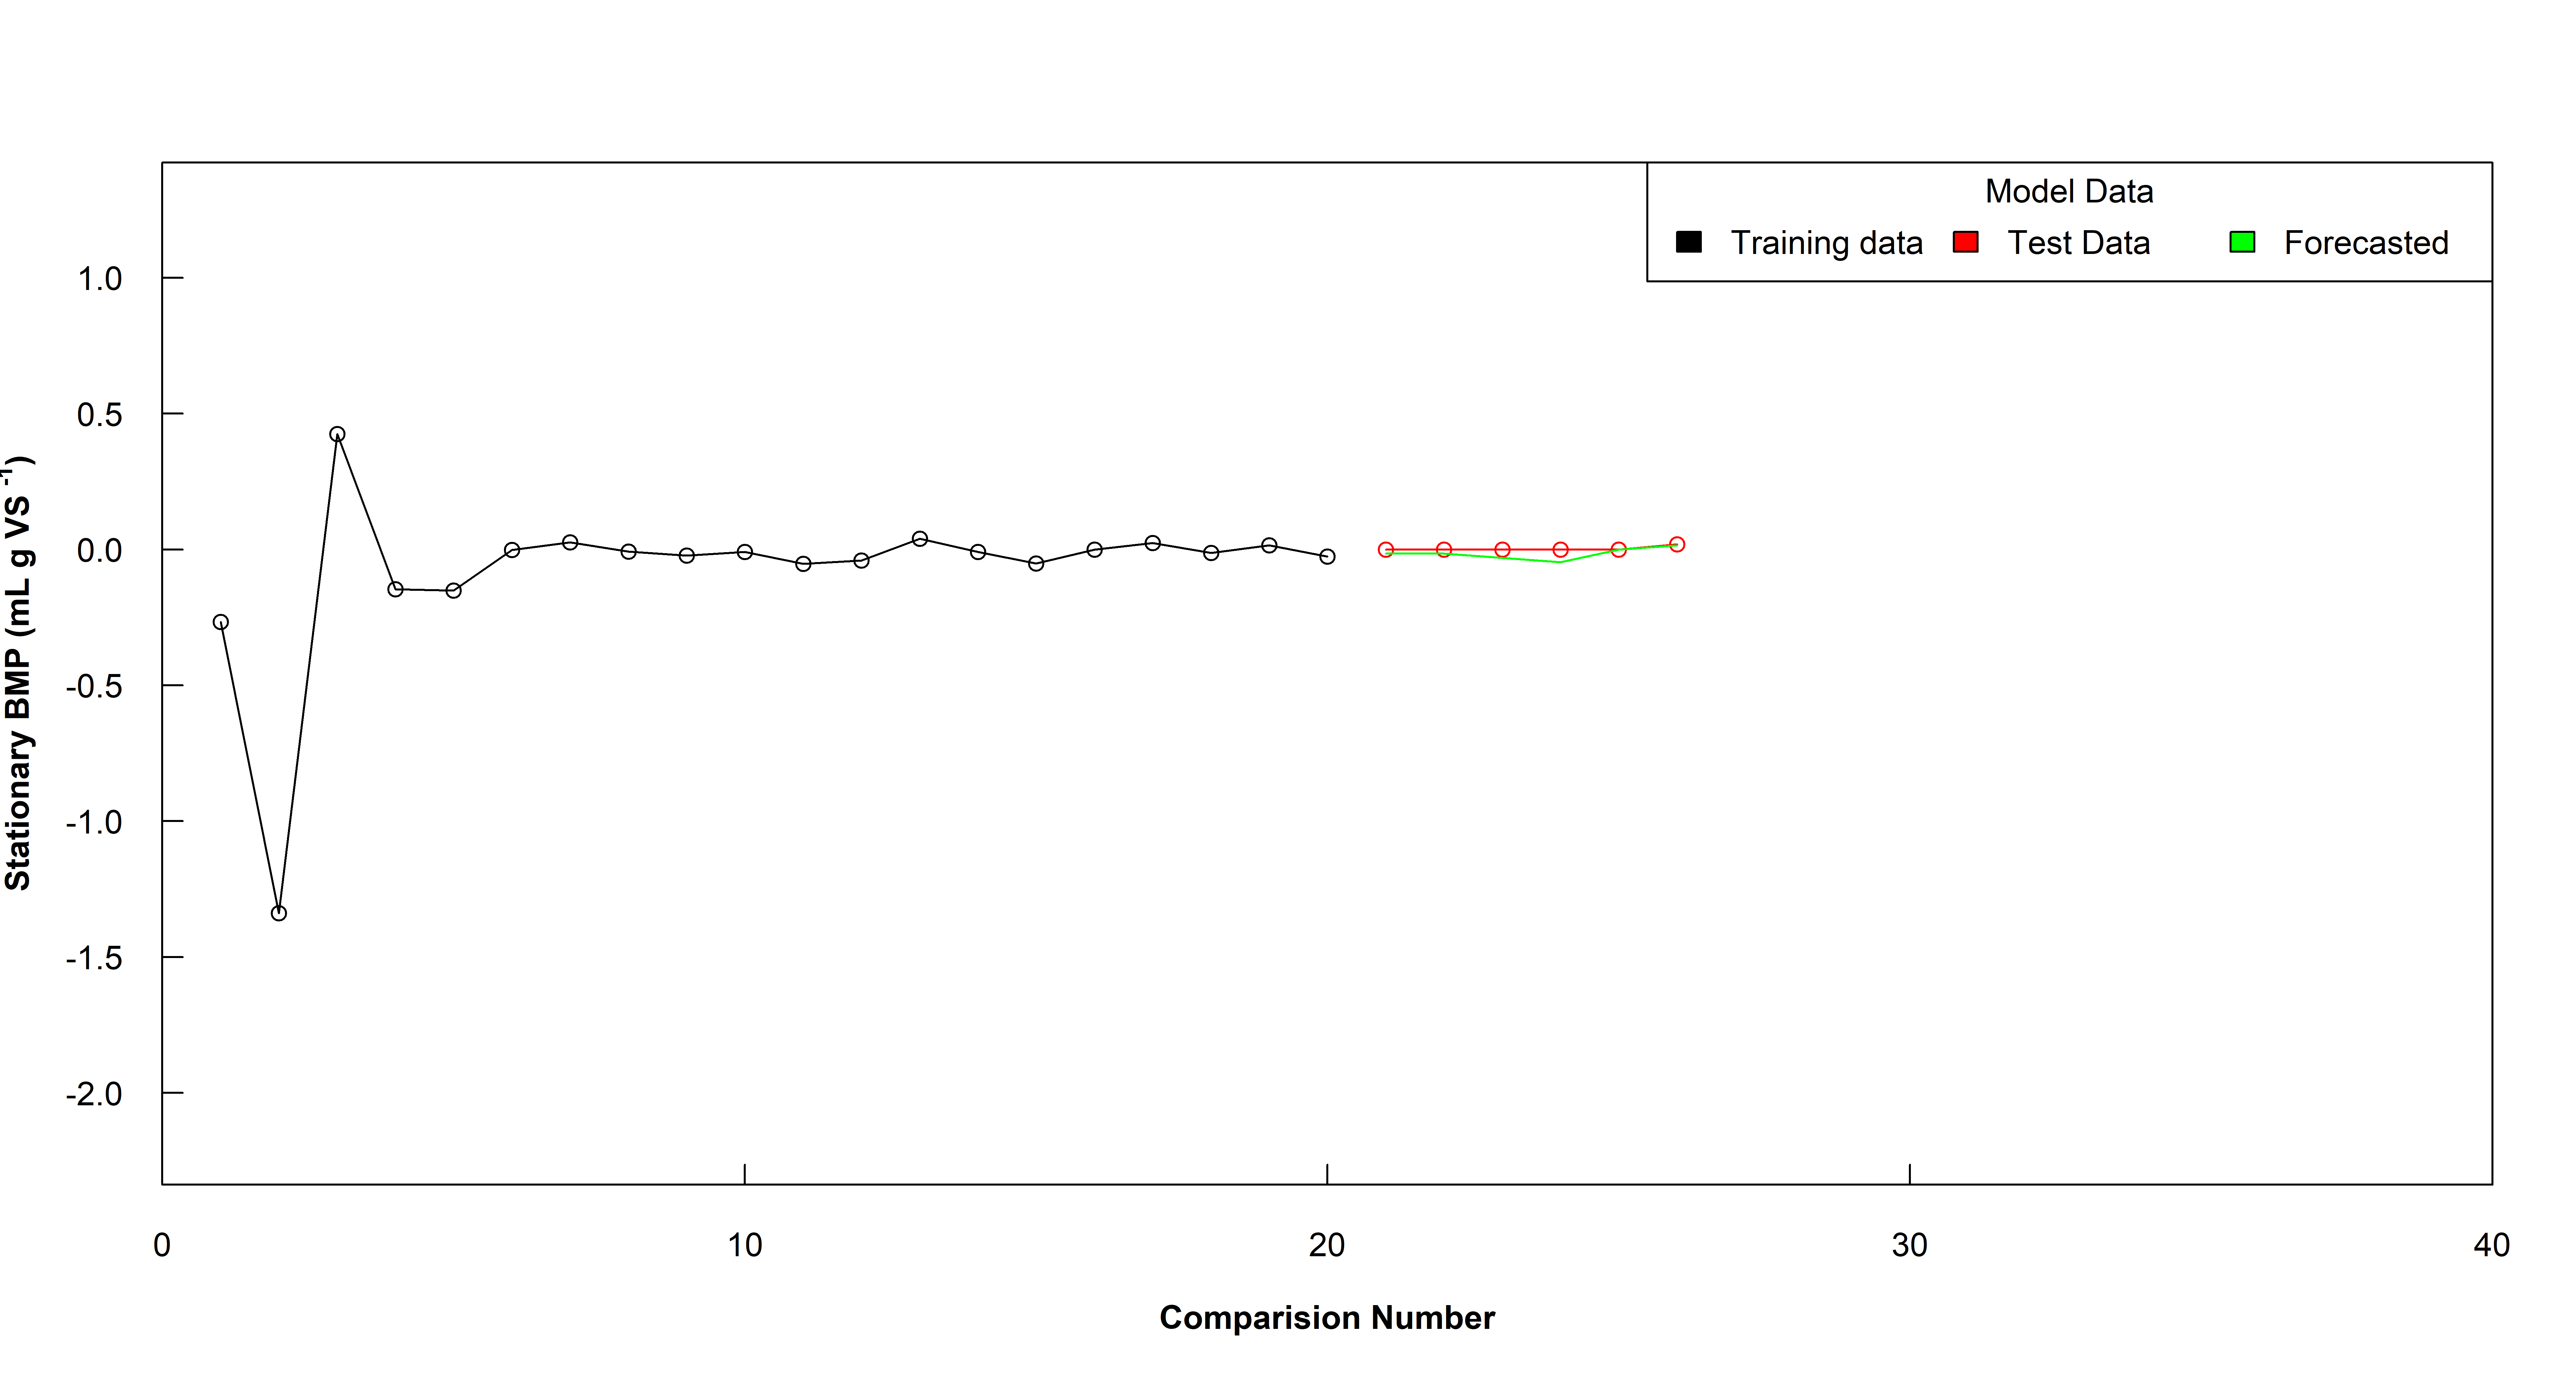 Model Data
Training data Test Data Forecasted
1.0
0.5
0.0
-0.5
-1.0
-1.5
-2.0
Stationary BMP (mL g VS⁻¹)
0 10 20 30 40
Comparision Number